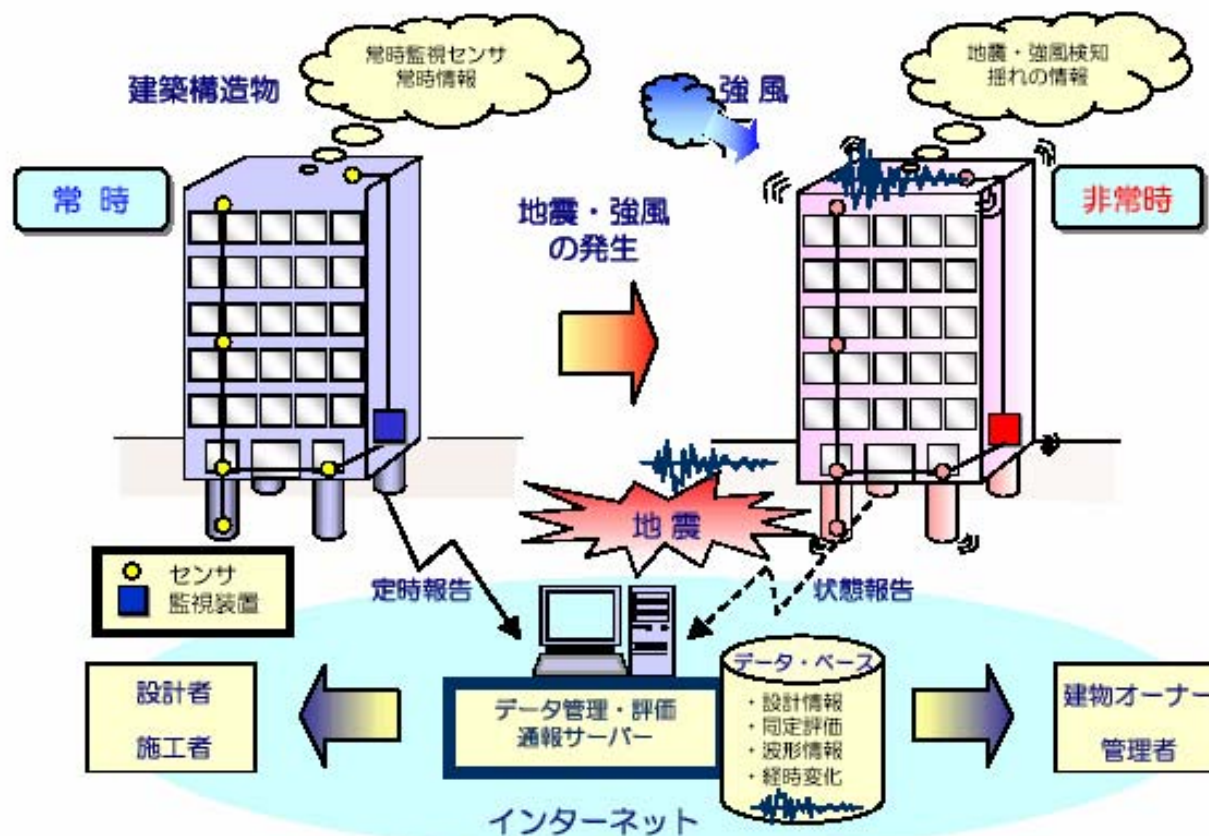 常時監視センサ
常時情報
建築構造物
常 時
強 風
地震・強風検知
揺れの情報
非常時
地震・強風
の発生
地 震
センサ
監視装置
定時報告
状態報告
設計者
施工者
データ管理・評価
通報サーバー
データ・ベース
・設計情報
・同定評価
・波形情報
・経時変化
建物オーナー
管理者
インターネット